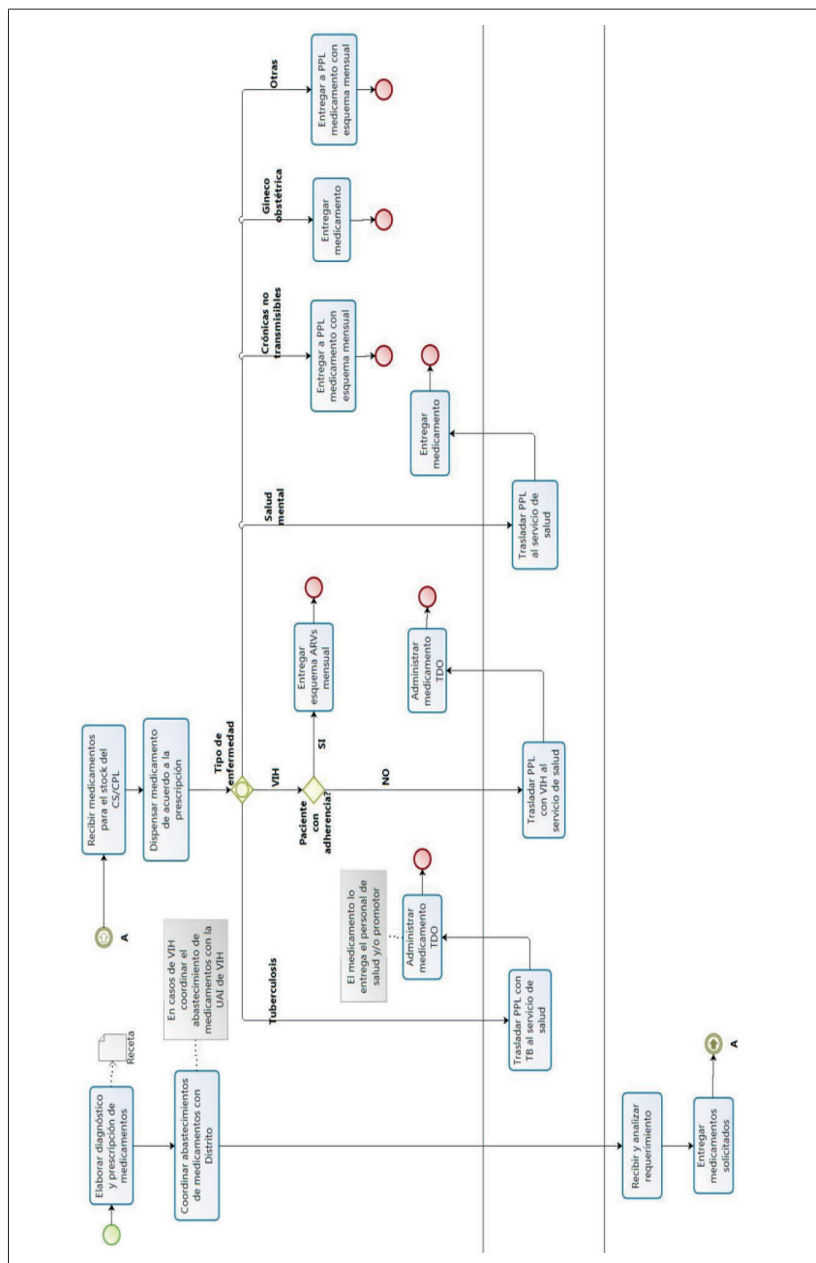 Elaborar diagnóstico
y prescripción de
medicamentos
Receta
Coordinar abastecimientos
de medicamentos con
Distrito
En casos de VIH
coordinar el
abastecimiento de
medicamentos con la
UAI de VIH
Recibir y analizar
requerimiento
Entregar
medicamentos
solicitados
A
A
Recibir medicamentos
para el stock del
CS/CPL
Dispensar medicamento
de acuerdo a la
prescripción
Tipo de
enfermedad
Tuberculosis
Trasladar PPL con
TB al servicio de
salud
Administrar
medicamento
TDO
El medicamento lo
entrega el personal de
salud y/o promotor
VIH
Paciente
con
adherencia?
SI
Entregar
esquema ARVs
mensual
NO
Trasladar PPL
con VIH al
servicio de salud
Administrar
medicamento
TDO
Salud
mental
Trasladar PPL
al servicio de
salud
Entregar
medicamento
Crónicas no
transmisibles
Entregar a PPL
medicamento con
esquema mensual
Gineco
obstétrica
Entregar
medicamento
Otras
Entregar a PPL
medicamento con
esquema mensual